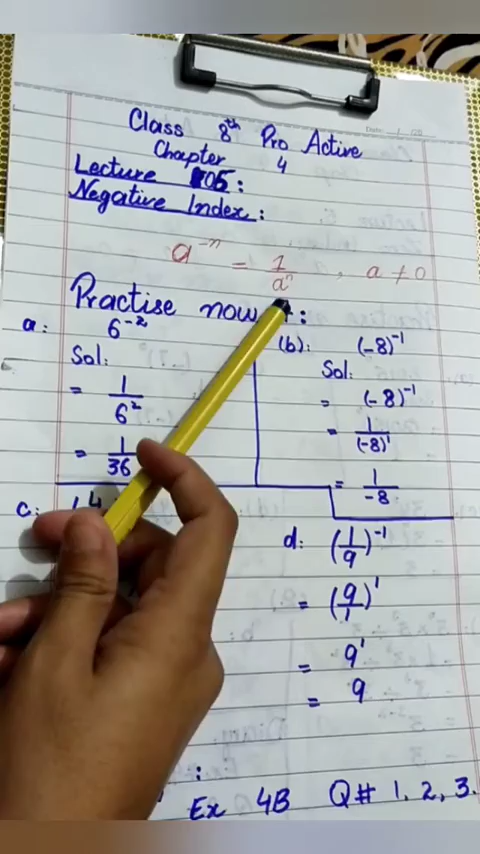 Class 8th Pro Active
Date: / /20
Chapter 4
Lecture 05:
Negative Index:
a^-n = 1/a^n , a ≠ 0
Practise now :
a: 6^-2
Sol:
= 1/6^2
= 1/36
(b): (-8)^-1
Sol:
= (-8)^-1
= 1/(-8)^1
= 1/-8
c: (4
d: (1/9)^-1
= (9/1)^1
= 9^1
= 9
:
Ex 4B Q# 1, 2, 3.